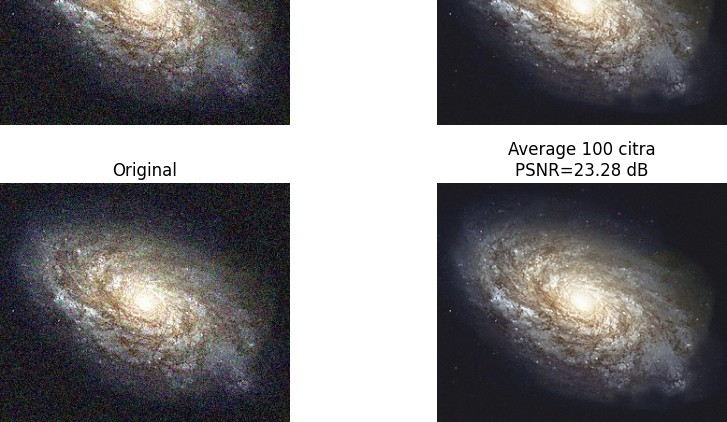 Original
Average 100 citra
PSNR=23.28 dB